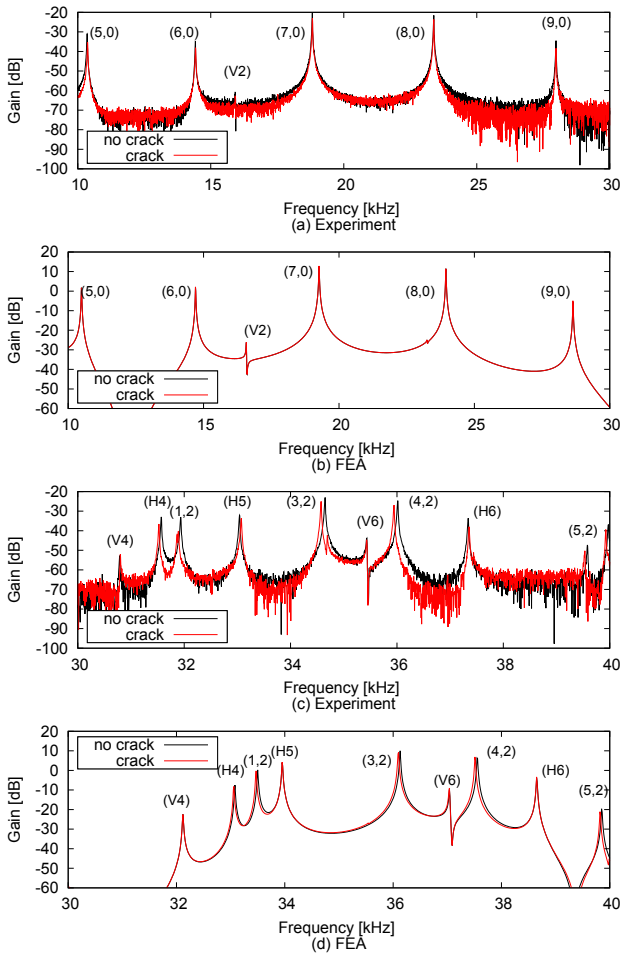 -20
(5,0) (6,0) (7,0) (8,0) (9,0)
-30
-40
(V2)
-50
-60
-70
-80
-90
-100
Gain [dB]
no crack
crack
10 15 20 25 30
Frequency [kHz]
(a) Experiment
20
10
(5,0) (6,0) (7,0) (8,0) (9,0)
0
-10
(V2)
-20
-30
-40
-50
-60
Gain [dB]
no crack
crack
10 15 20 25 30
Frequency [kHz]
(b) FEA
-20
(H4) (H5) (3,2) (4,2)
-30
(1,2) (V6) (H6)
-40
(V4) (5,2)
-50
-60
-70
-80
-90
-100
Gain [dB]
no crack
crack
30 32 34 36 38 40
Frequency [kHz]
(c) Experiment
20
no crack
10
crack
(H4) (1,2) (H5) (3,2) (4,2)
0
(V6) (H6)
-10
(V4) (5,2)
-20
-30
-40
-50
-60
Gain [dB]
30 32 34 36 38 40
Frequency [kHz]
(d) FEA